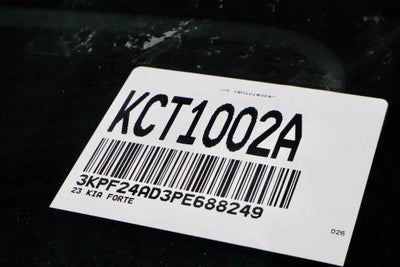 KCT1002A
3KPF24AD3PE688249
23 KIA FORTE
026